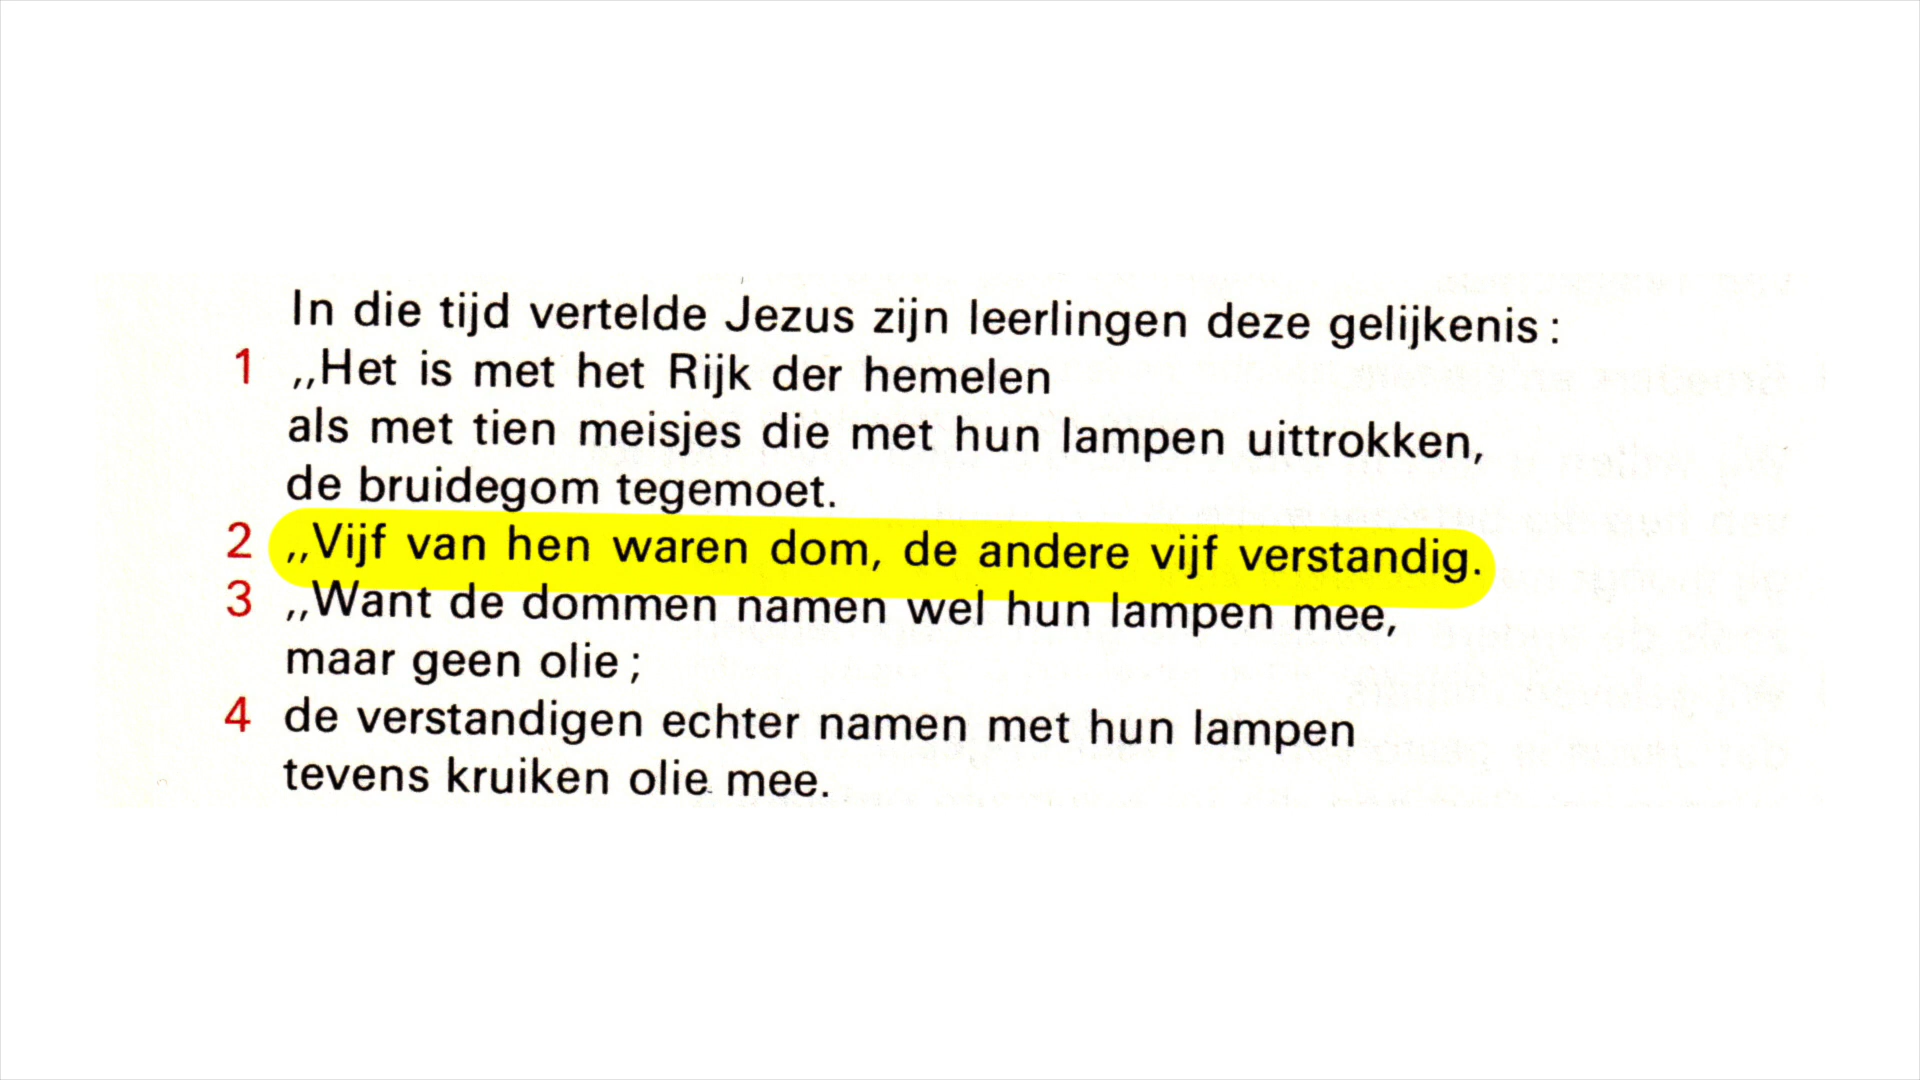 In die tijd vertelde Jezus zijn leerlingen deze gelijkenis :
1 ,,Het is met het Rijk der hemelen
als met tien meisjes die met hun lampen uittrokken,
de bruidegom tegemoet.
2 ,,Vijf van hen waren dom, de andere vijf verstandig.
3 ,,Want de dommen namen wel hun lampen mee,
maar geen olie ;
4 de verstandigen echter namen met hun lampen
tevens kruiken olie mee.